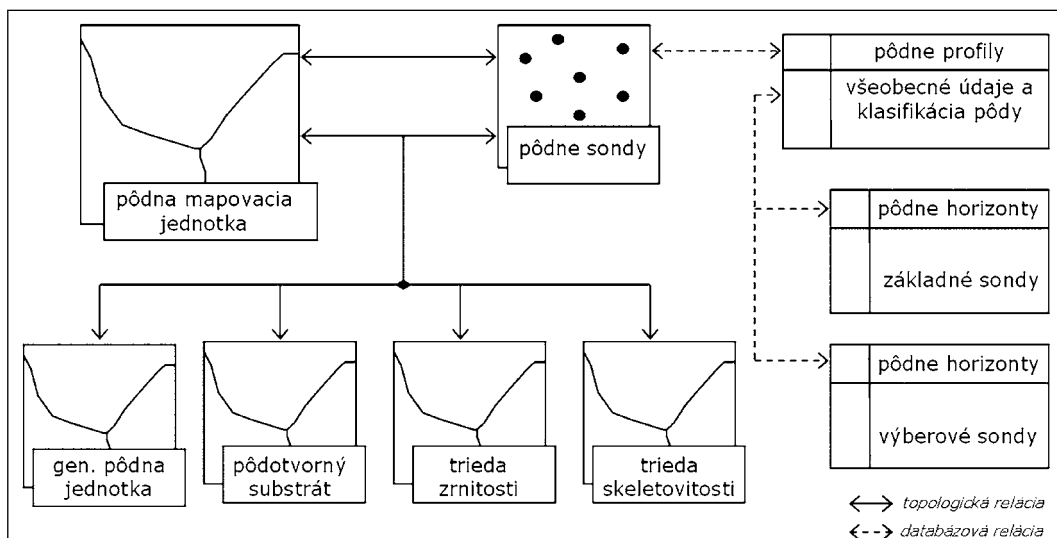 pôdne profily
všeobecné údaje a
klasifikácia pôdy
pôdne sondy
pôdna mapovacia
jednotka
pôdne horizonty
základné sondy
pôdne horizonty
výberové sondy
gen. pôdna
jednotka
pôdotvorný
substrát
trieda
zrnitosti
trieda
skeletovitosti
topologická relácia
databázová relácia